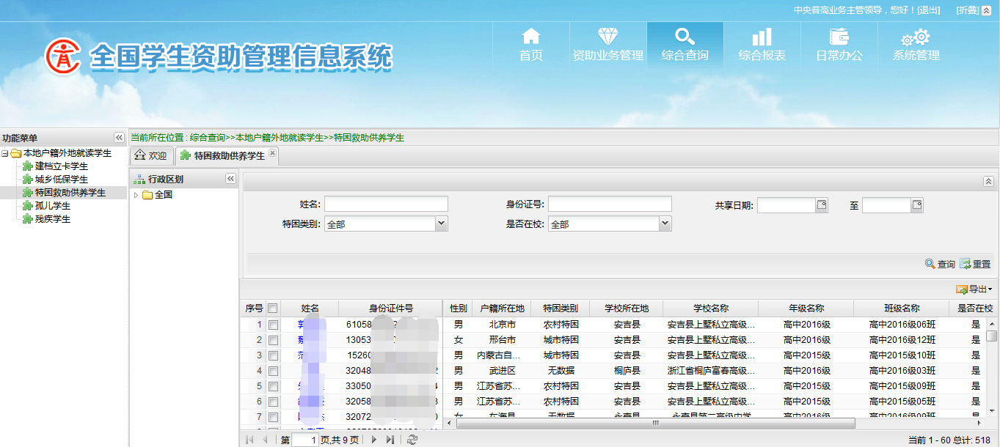 中央普高业务主管领导，您好！[退出] [折叠]
全国学生资助管理信息系统
首页 资助业务管理 综合查询 综合报表 日常办公 系统管理
功能菜单
当前所在位置：综合查询>>本地户籍外地就读学生>>特困救助供养学生
本地户籍外地就读学生
建档立卡学生
城乡低保学生
特困救助供养学生
孤儿学生
残疾学生
欢迎 特困救助供养学生
行政区划
全国
姓名: 身份证号: 共享日期: 至
特困类别: 全部 是否在校: 全部
查询 重置
导出
序号 姓名 身份证件号 性别 户籍所在地 特困类别 学校所在地 学校名称 年级名称 班级名称 是否在校
1 61058 男 北京市 农村特困 安吉县 安吉县上墅私立高级... 高中2016级 高中2016级06班 是
2 13053 女 邢台市 城市特困 安吉县 安吉县上墅私立高级... 高中2016级 高中2016级12班 是
3 15260 男 内蒙古自... 城市特困 安吉县 安吉县上墅私立高级... 高中2015级 高中2015级10班 是
4 32048 2 男 武进区 无数据 桐庐县 浙江省桐庐富春高级... 高中2016级 高中2016级03班 是
5 33050 4 男 江苏省苏... 农村特困 安吉县 安吉县上墅私立高级... 高中2015级 高中2015级09班 是
6 32058 3 男 江苏省苏... 农村特困 安吉县 安吉县上墅私立高级... 高中2015级 高中2015级05班 是
7 32072 0 女 东海县 无数据 永嘉县 永嘉县第二高级中学 高中2016级 高中2016级09班 是
第 1 页,共 9 页 当前 1 - 60 总计: 518